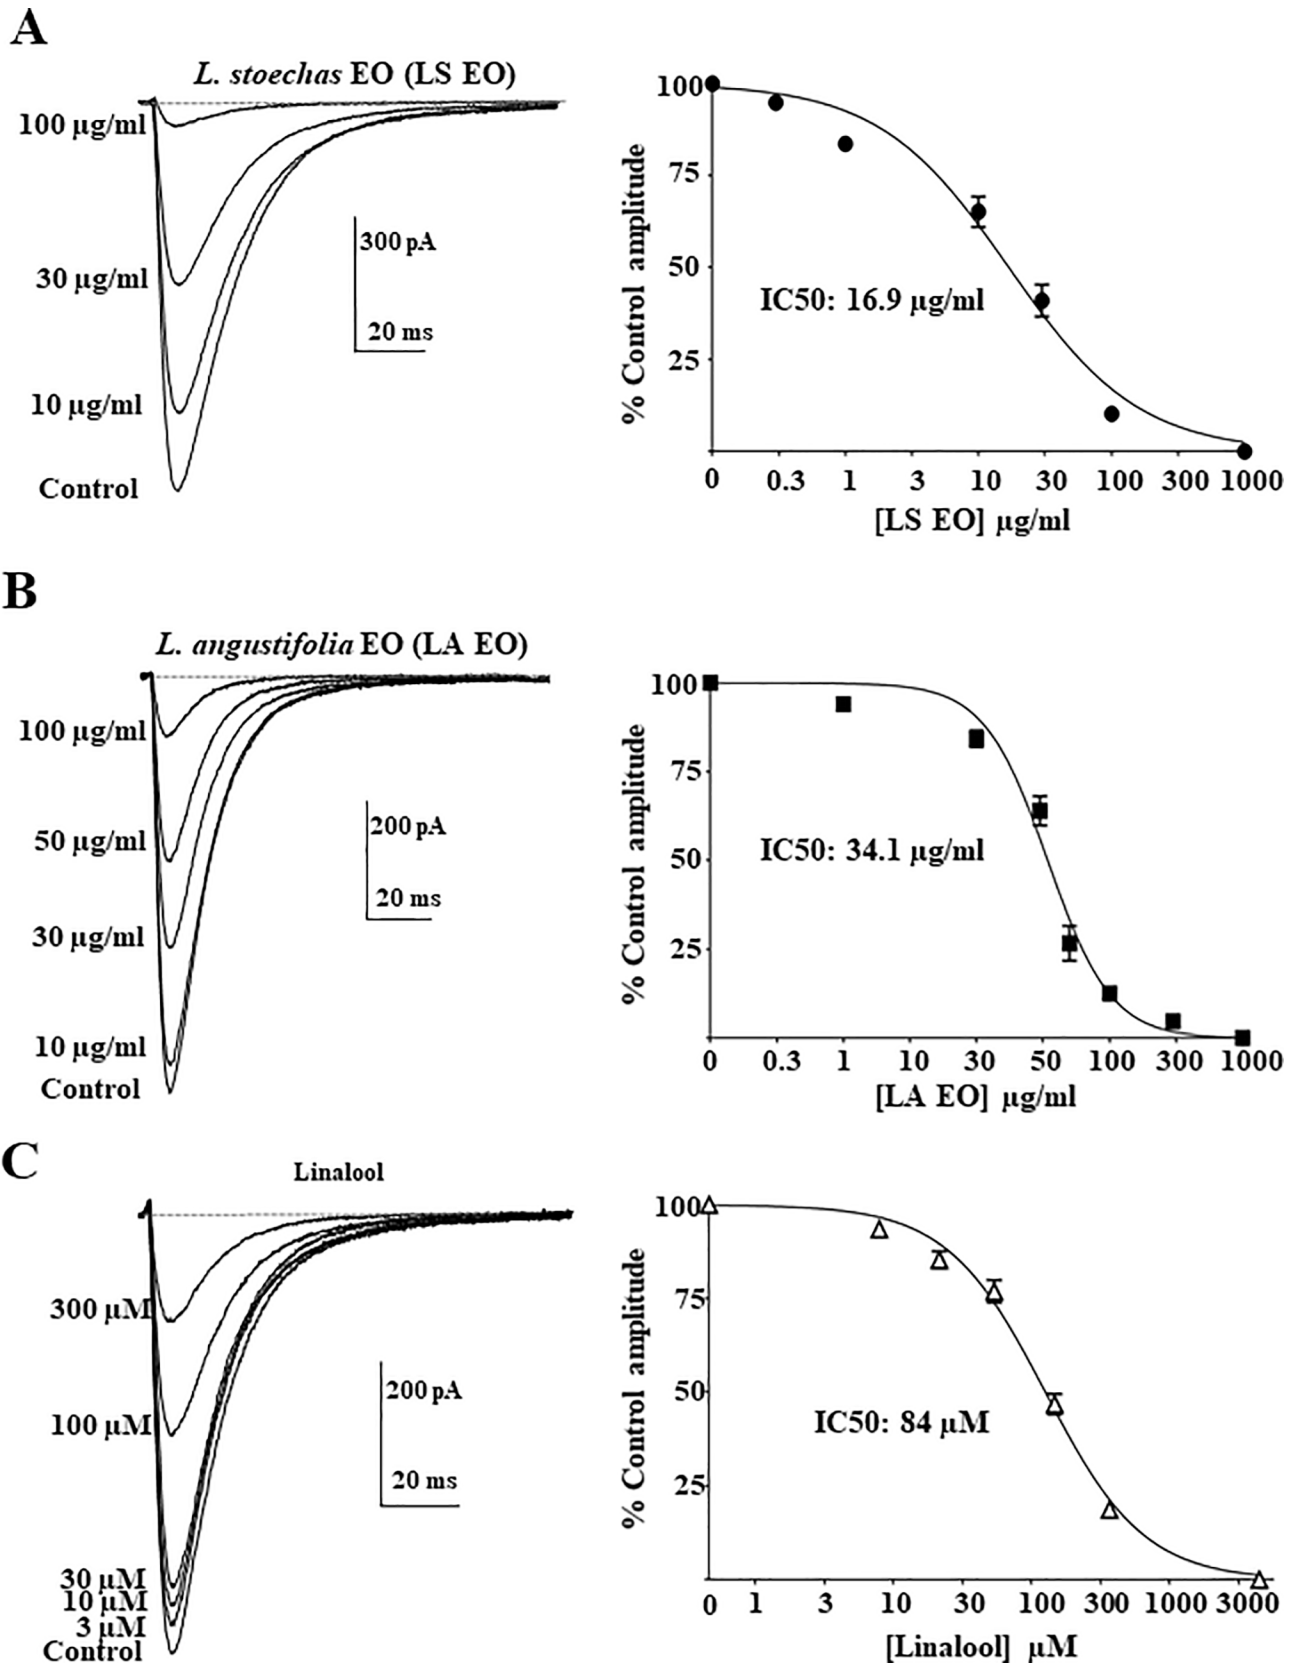 A
L. stoechas EO (LS EO)
100 µg/ml
30 µg/ml
10 µg/ml
Control
300 pA
20 ms
% Control amplitude
100
75
50
25
IC50: 16.9 µg/ml
0 0.3 1 3 10 30 100 300 1000
[LS EO] µg/ml
B
L. angustifolia EO (LA EO)
100 µg/ml
50 µg/ml
30 µg/ml
10 µg/ml
Control
200 pA
20 ms
% Control amplitude
100
75
50
25
IC50: 34.1 µg/ml
0 0.3 1 10 30 50 100 300 1000
[LA EO] µg/ml
C
Linalool
300 µM
100 µM
30 µM
10 µM
3 µM
Control
200 pA
20 ms
% Control amplitude
100
75
50
25
IC50: 84 µM
0 1 3 10 30 100 300 1000 3000
[Linalool] µM